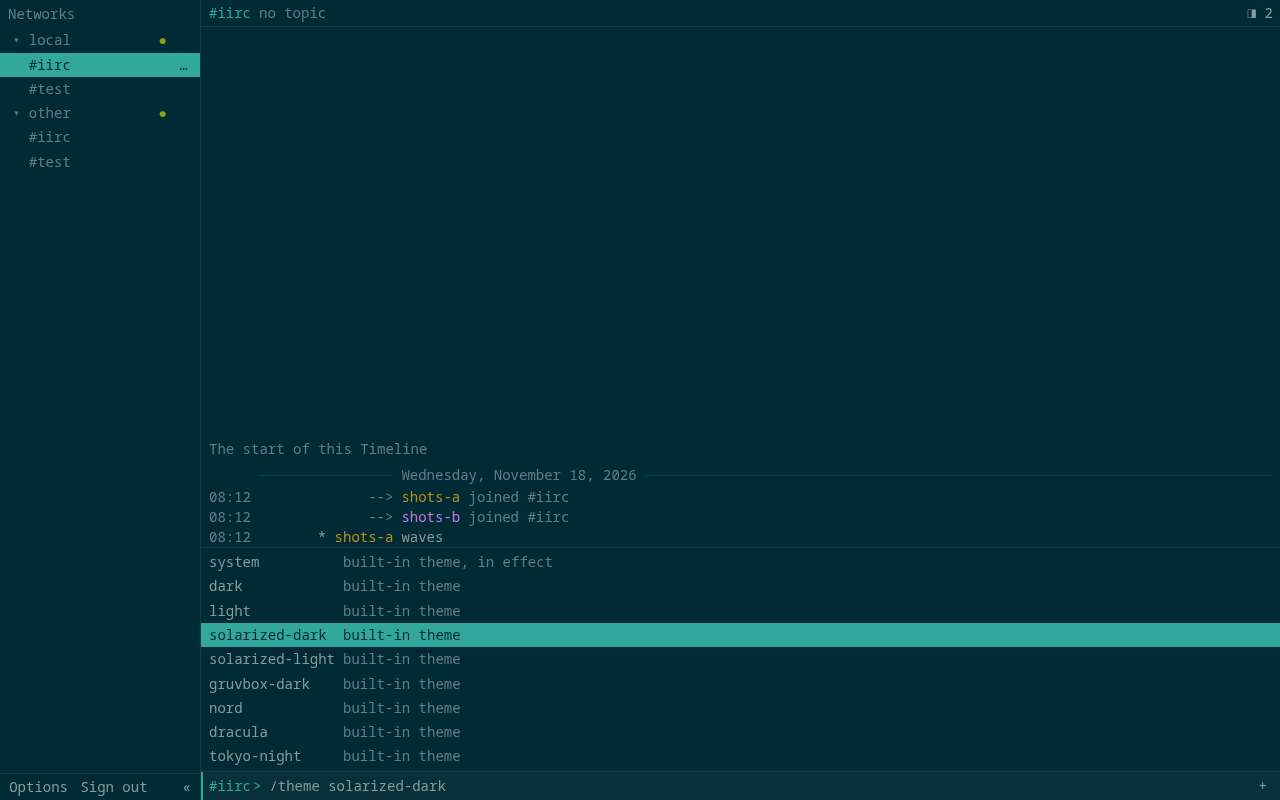 Networks
▾ local ●
#iirc …
#test
▾ other ●
#iirc
#test
Options Sign out «
#iirc no topic ◨ 2
The start of this Timeline
Wednesday, November 18, 2026
08:12 --> shots-a joined #iirc
08:12 --> shots-b joined #iirc
08:12 * shots-a waves
system built-in theme, in effect
dark built-in theme
light built-in theme
solarized-dark built-in theme
solarized-light built-in theme
gruvbox-dark built-in theme
nord built-in theme
dracula built-in theme
tokyo-night built-in theme
#iirc> /theme solarized-dark +